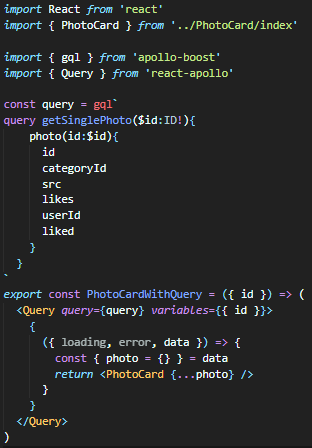 import React from 'react'
import { PhotoCard } from '../PhotoCard/index'
import { gql } from 'apollo-boost'
import { Query } from 'react-apollo'
const query = gql`
query getSinglePhoto($id:ID!){
photo(id:$id){
id
categoryId
src
likes
userId
liked
}
}
`
export const PhotoCardWithQuery = ({ id }) => (
<Query query={query} variables={{ id }}>
{
({ loading, error, data }) => {
const { photo = {} } = data
return <PhotoCard {...photo} />
}
}
</Query>
)